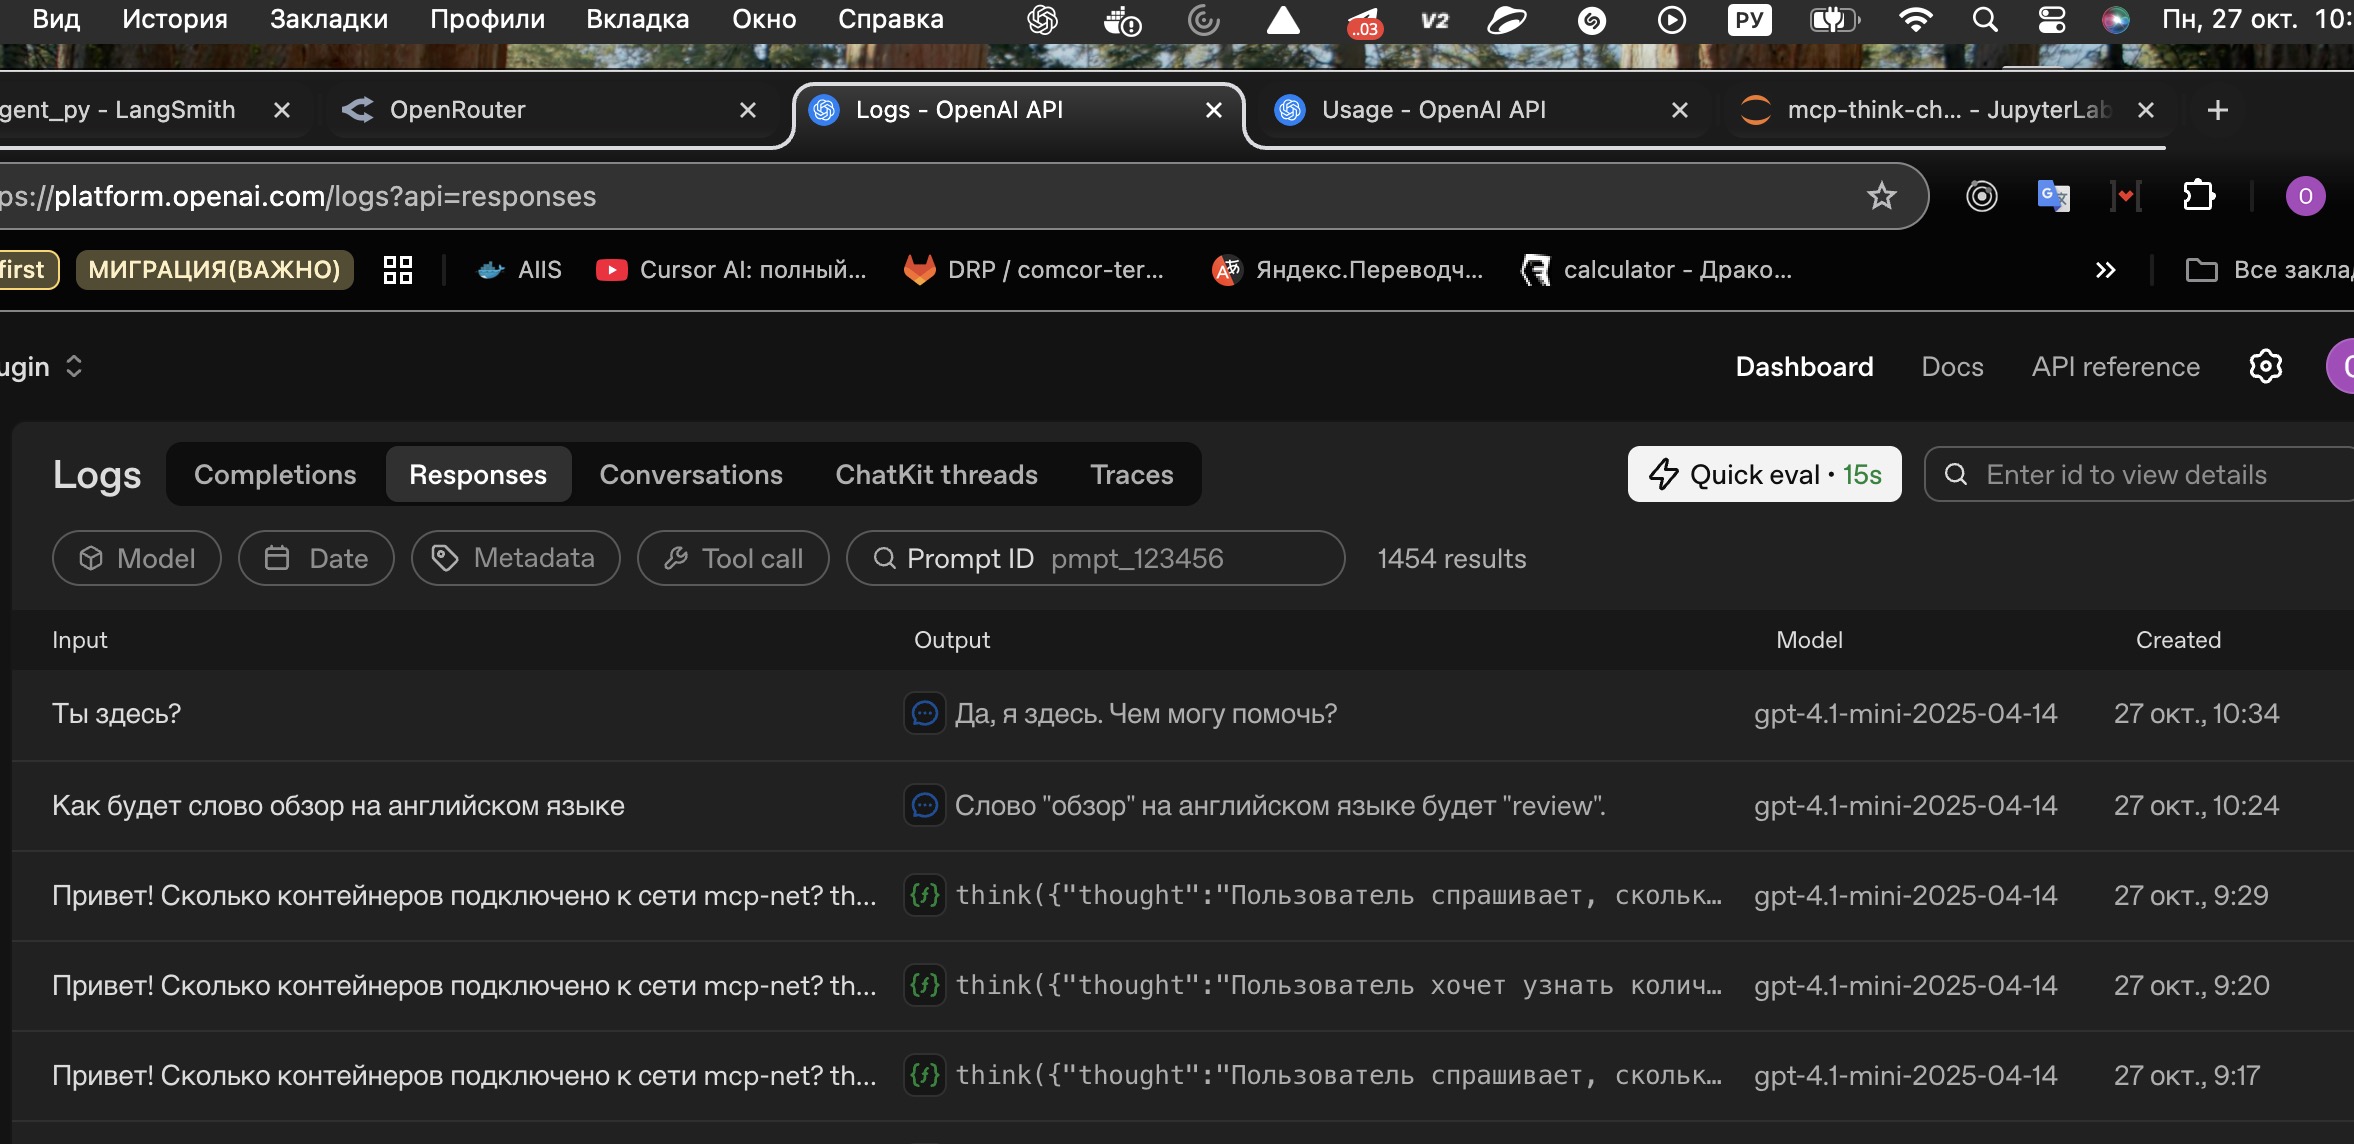 Вид История Закладки Профили Вкладка Окно Справка ..03 V2 РУ Пн, 27 окт. 10:
gent_py - LangSmith OpenRouter Logs - OpenAI API Usage - OpenAI API mcp-think-ch... - JupyterLab
ps://platform.openai.com/logs?api=responses O
first МИГРАЦИЯ(ВАЖНО) AIIS Cursor AI: полный... DRP / comcor-ter... Яндекс.Переводч... calculator - Драко... Все закла
ugin Dashboard Docs API reference
Logs Completions Responses Conversations ChatKit threads Traces Quick eval • 15s Enter id to view details
Model Date Metadata Tool call Prompt ID pmpt_123456 1454 results
Input Output Model Created
Ты здесь? Да, я здесь. Чем могу помочь? gpt-4.1-mini-2025-04-14 27 окт., 10:34
Как будет слово обзор на английском языке Слово "обзор" на английском языке будет "review". gpt-4.1-mini-2025-04-14 27 окт., 10:24
Привет! Сколько контейнеров подключено к сети mcp-net? th... think({"thought":"Пользователь спрашивает, скольк… gpt-4.1-mini-2025-04-14 27 окт., 9:29
Привет! Сколько контейнеров подключено к сети mcp-net? th... think({"thought":"Пользователь хочет узнать колич… gpt-4.1-mini-2025-04-14 27 окт., 9:20
Привет! Сколько контейнеров подключено к сети mcp-net? th... think({"thought":"Пользователь спрашивает, скольк… gpt-4.1-mini-2025-04-14 27 окт., 9:17